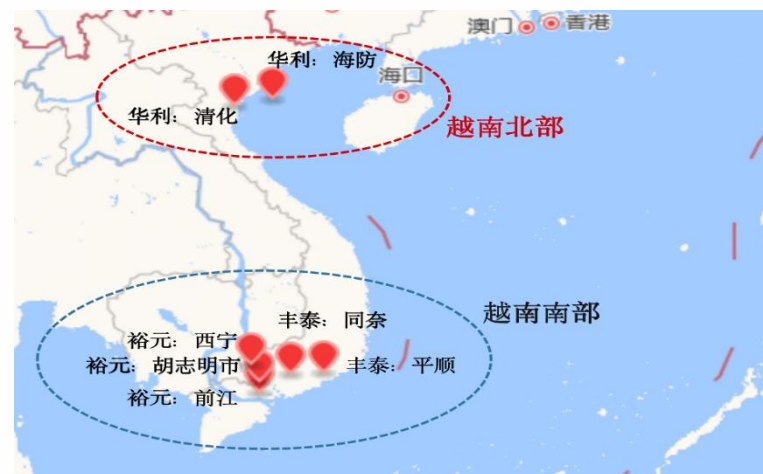 澳门
香港
华利：海防
海口
华利：清化
越南北部
越南南部
丰泰：同奈
裕元：西宁
裕元：胡志明市
丰泰：平顺
裕元：前江